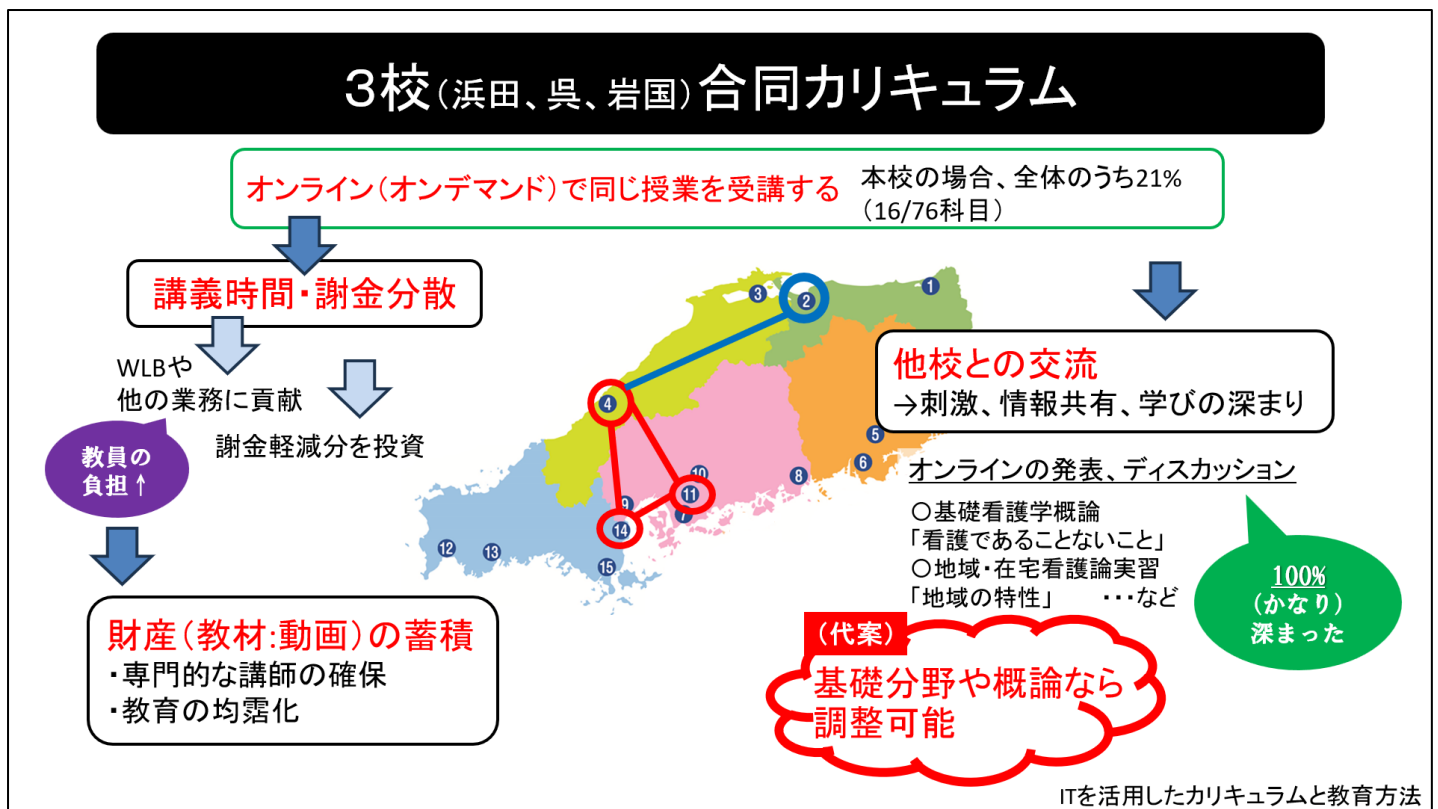 ３校（浜田、呉、岩国）合同カリキュラム
オンライン（オンデマンド）で同じ授業を受講する
本校の場合、全体のうち21%
（16/76科目）
講義時間・謝金分散
WLBや
他の業務に貢献
謝金軽減分を投資
教員の
負担↑
財産（教材:動画）の蓄積
・専門的な講師の確保
・教育の均霑化
3
2
1
4
5
6
8
10
11
9
7
14
12
13
15
他校との交流
→刺激、情報共有、学びの深まり
オンラインの発表、ディスカッション
○基礎看護学概論
「看護であることないこと」
○地域・在宅看護論実習
「地域の特性」　・・・など
100%
（かなり）
深まった
（代案）
基礎分野や概論なら
調整可能
ITを活用したカリキュラムと教育方法